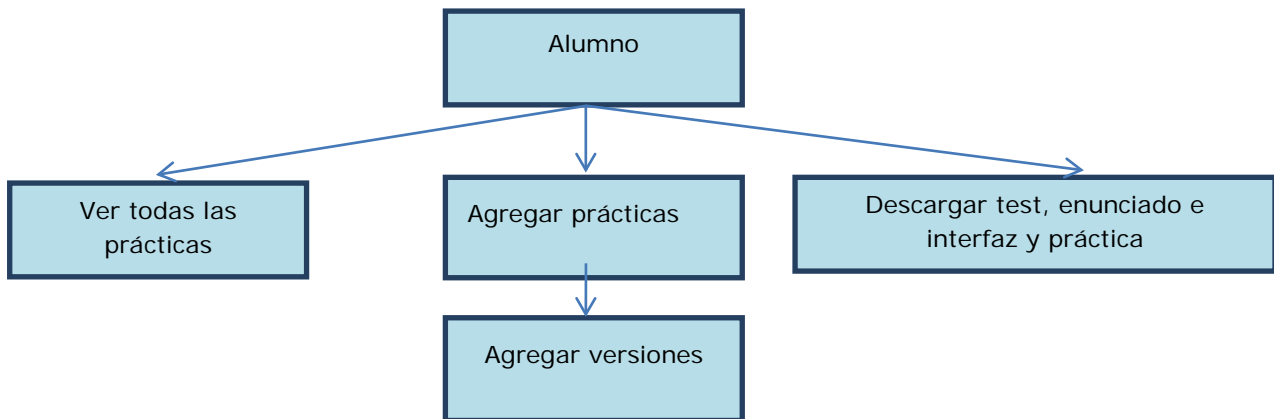 Alumno
Ver todas las
prácticas
Agregar prácticas
Descargar test, enunciado e
interfaz y práctica
Agregar versiones